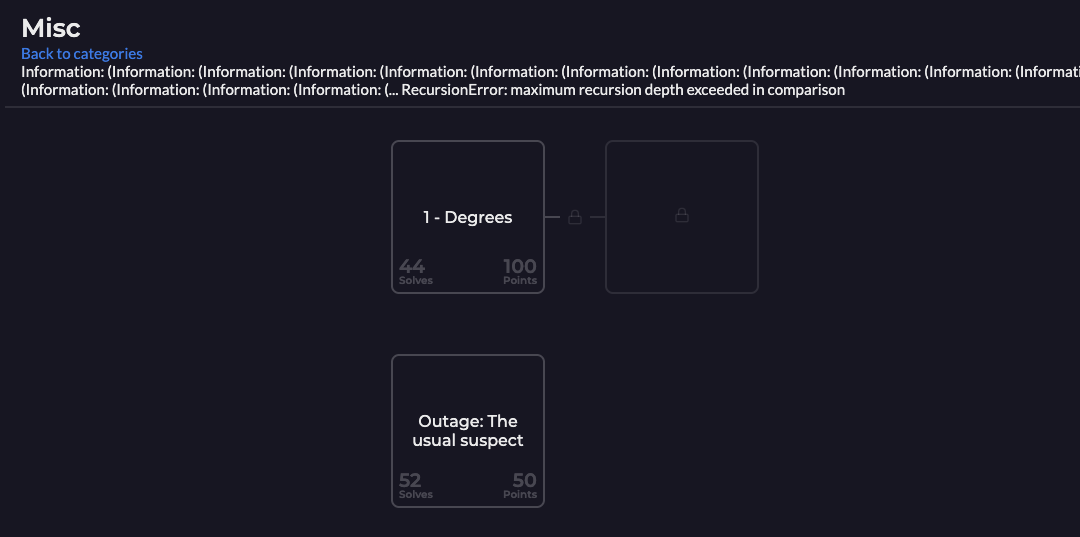 Misc
Back to categories
Information: (Information: (Information: (Information: (Information: (Information: (Information: (Information: (Information: (Information: (Information: (Informati
(Information: (Information: (Information: (Information: (... RecursionError: maximum recursion depth exceeded in comparison
1 - Degrees
44 100
Solves Points
Outage: The
usual suspect
52 50
Solves Points